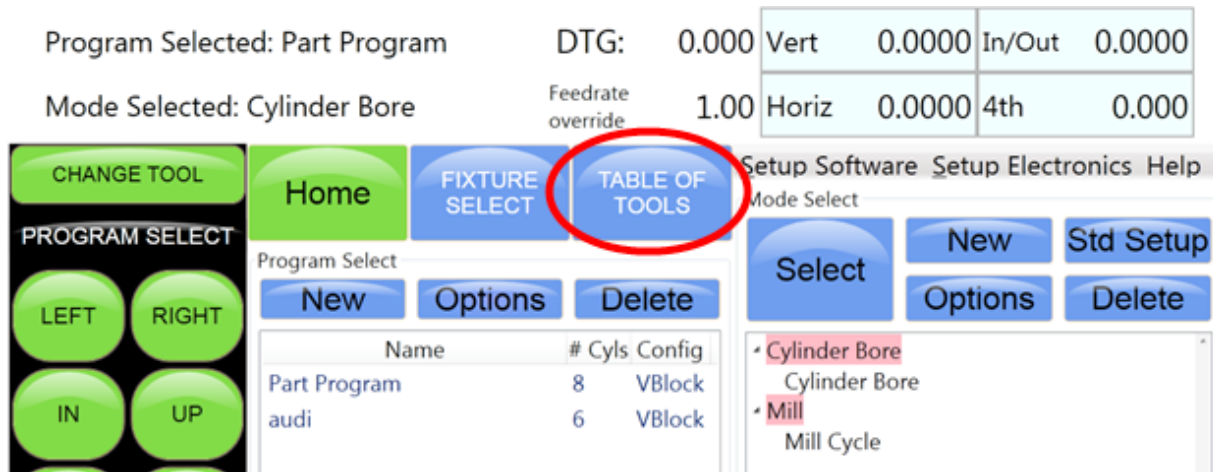 Program Selected: Part Program
DTG: 0.000
Vert 0.0000
In/Out 0.0000
Mode Selected: Cylinder Bore
Feedrate
override 1.00
Horiz 0.0000
4th 0.000
CHANGE TOOL
PROGRAM SELECT
LEFT
RIGHT
IN
UP
Home
FIXTURE
SELECT
TABLE OF
TOOLS
Program Select
New
Options
Delete
Name # Cyls Config
Part Program 8 VBlock
audi 6 VBlock
Setup Software Setup Electronics Help
Mode Select
Select
New
Std Setup
Options
Delete
Cylinder Bore
Cylinder Bore
Mill
Mill Cycle